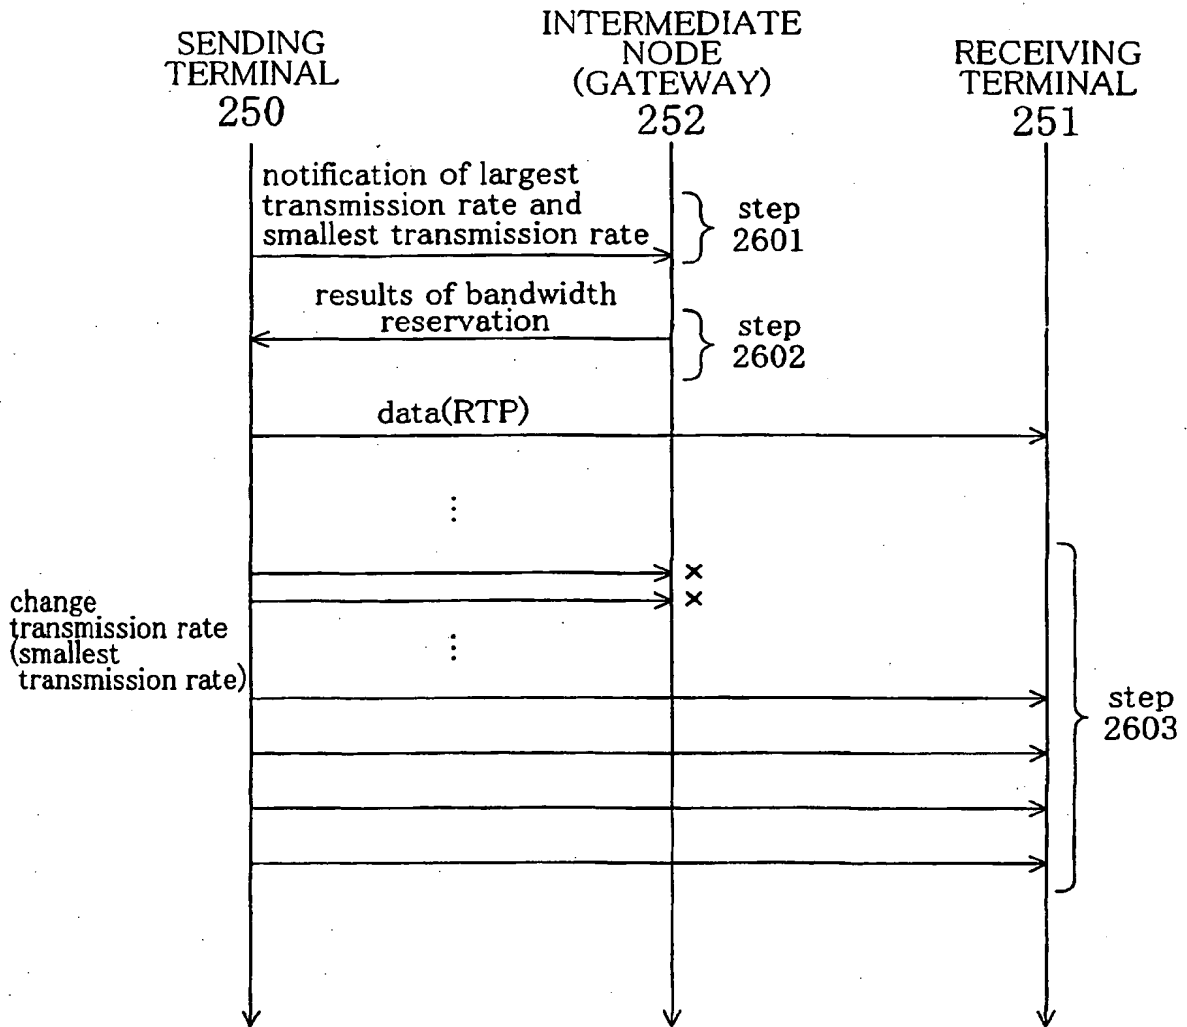 SENDING
TERMINAL
250
INTERMEDIATE
NODE
(GATEWAY)
252
RECEIVING
TERMINAL
251
notification of largest
transmission rate and
smallest transmission rate
step
2601
results of bandwidth
reservation
step
2602
data(RTP)
⋮
×
×
change
transmission rate
(smallest
transmission rate)
⋮
step
2603